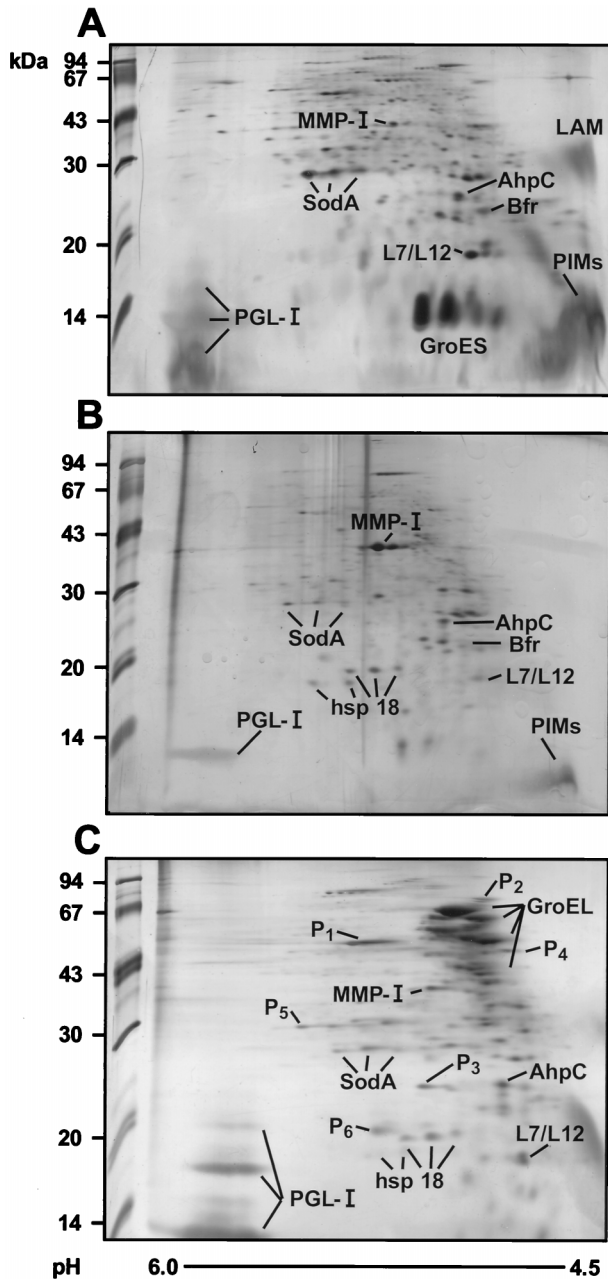 A
kDa
94
67
43
30
20
14
MMP-I
LAM
SodA
AhpC
Bfr
L7/L12
PIMs
PGL-I
GroES
B
94
67
43
30
20
14
MMP-I
SodA
AhpC
Bfr
L7/L12
hsp 18
PGL-I
PIMs
C
94
67
43
30
20
14
P2
GroEL
P1
P4
MMP-I
P5
SodA
P3
AhpC
P6
hsp 18
L7/L12
PGL-I
pH 6.0 4.5